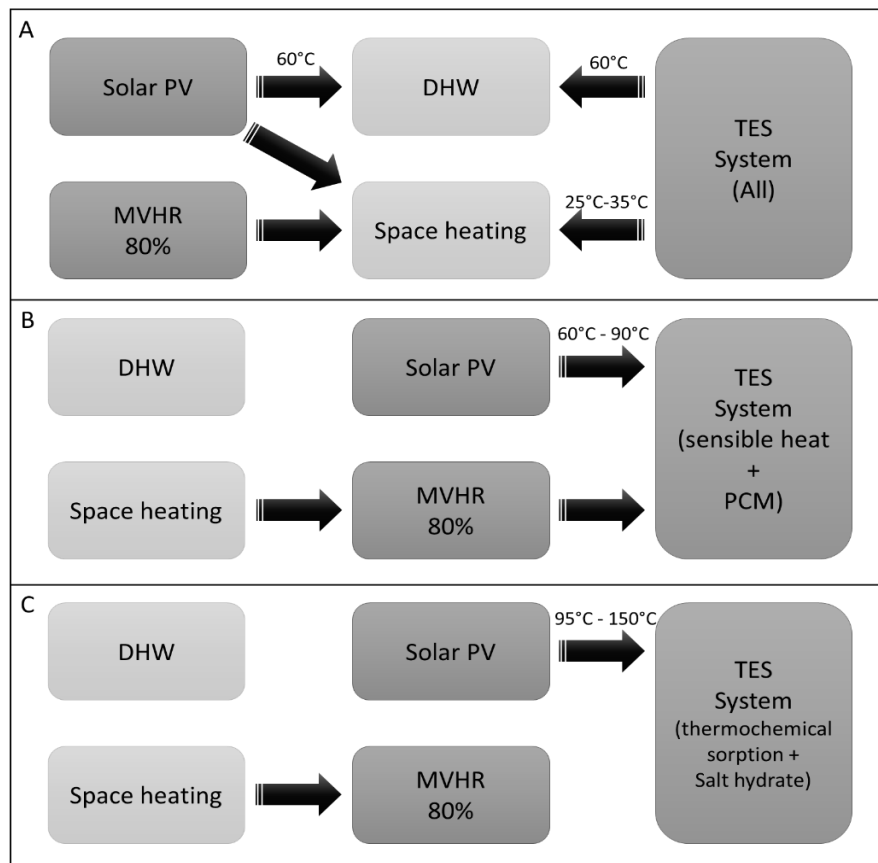 A
Solar PV
60°C
DHW
60°C
TES
System
(All)
MVHR
80%
Space heating
25°C-35°C
B
DHW
Solar PV
60°C - 90°C
TES
System
(sensible heat
+
PCM)
Space heating
MVHR
80%
C
DHW
Solar PV
95°C - 150°C
TES
System
(thermochemical
sorption +
Salt hydrate)
Space heating
MVHR
80%